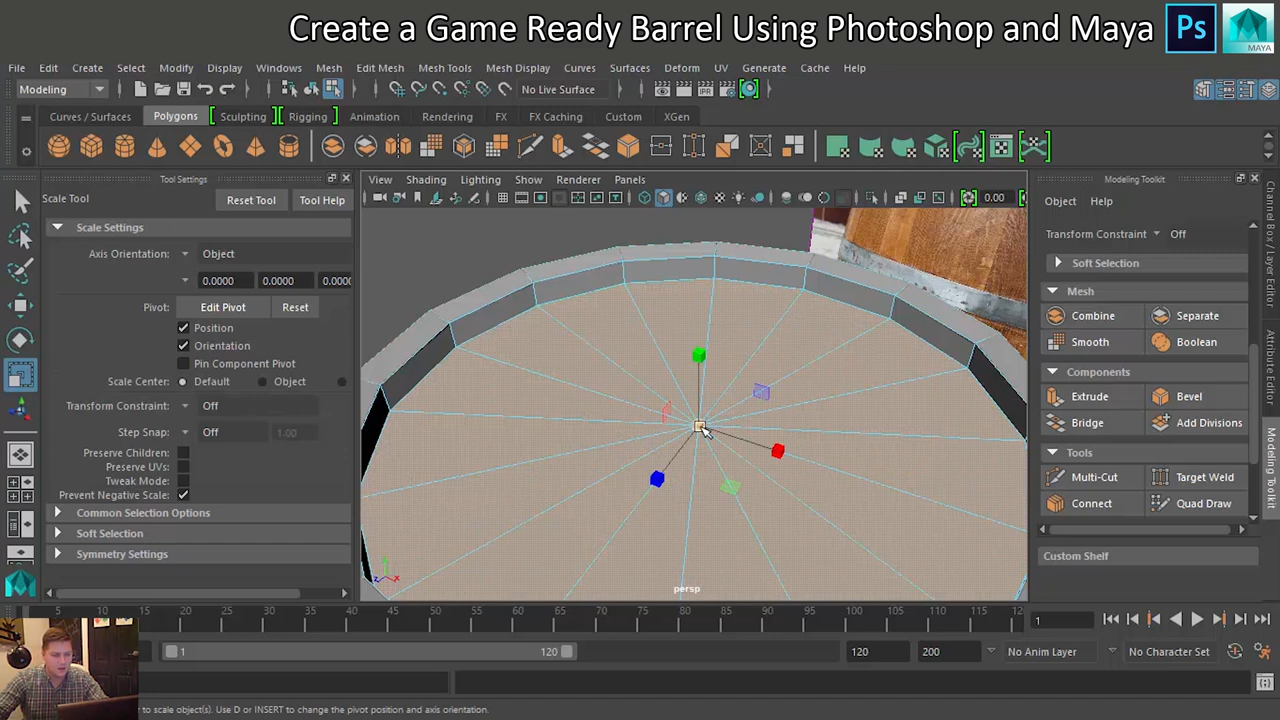 Create a Game Ready Barrel Using Photoshop and Maya
Ps
MAYA
File Edit Create Select Modify Display Windows Mesh Edit Mesh Mesh Tools Mesh Display Curves Surfaces Deform UV Generate Cache Help
Modeling
No Live Surface
Curves / Surfaces Polygons Sculpting Rigging Animation Rendering FX FX Caching Custom XGen
IPR
Tool Settings
Scale Tool Reset Tool Tool Help
Scale Settings
Axis Orientation: Object
0.0000 0.0000 0.0000
Pivot: Edit Pivot Reset
Position
Orientation
Pin Component Pivot
Scale Center: Default Object
Transform Constraint: Off
Step Snap: Off 1.00
Preserve Children:
Preserve UVs:
Tweak Mode:
Prevent Negative Scale:
Common Selection Options
Soft Selection
Symmetry Settings
View Shading Lighting Show Renderer Panels
0.00
y
z x
persp
Modeling Toolkit
Object Help
Transform Constraint Off
Soft Selection
Mesh
Combine Separate
Smooth Boolean
Components
Extrude Bevel
Bridge Add Divisions
Tools
Multi-Cut Target Weld
Connect Quad Draw
Custom Shelf
Channel Box / Layer Editor
Attribute Editor
Modeling Toolkit
5 10 15 20 25 30 35 40 45 50 55 60 65 70 75 80 85 90 95 100 105 110 115 12
1
1 120 120 200 No Anim Layer No Character Set
to scale object(s). Use D or INSERT to change the pivot position and axis orientation.